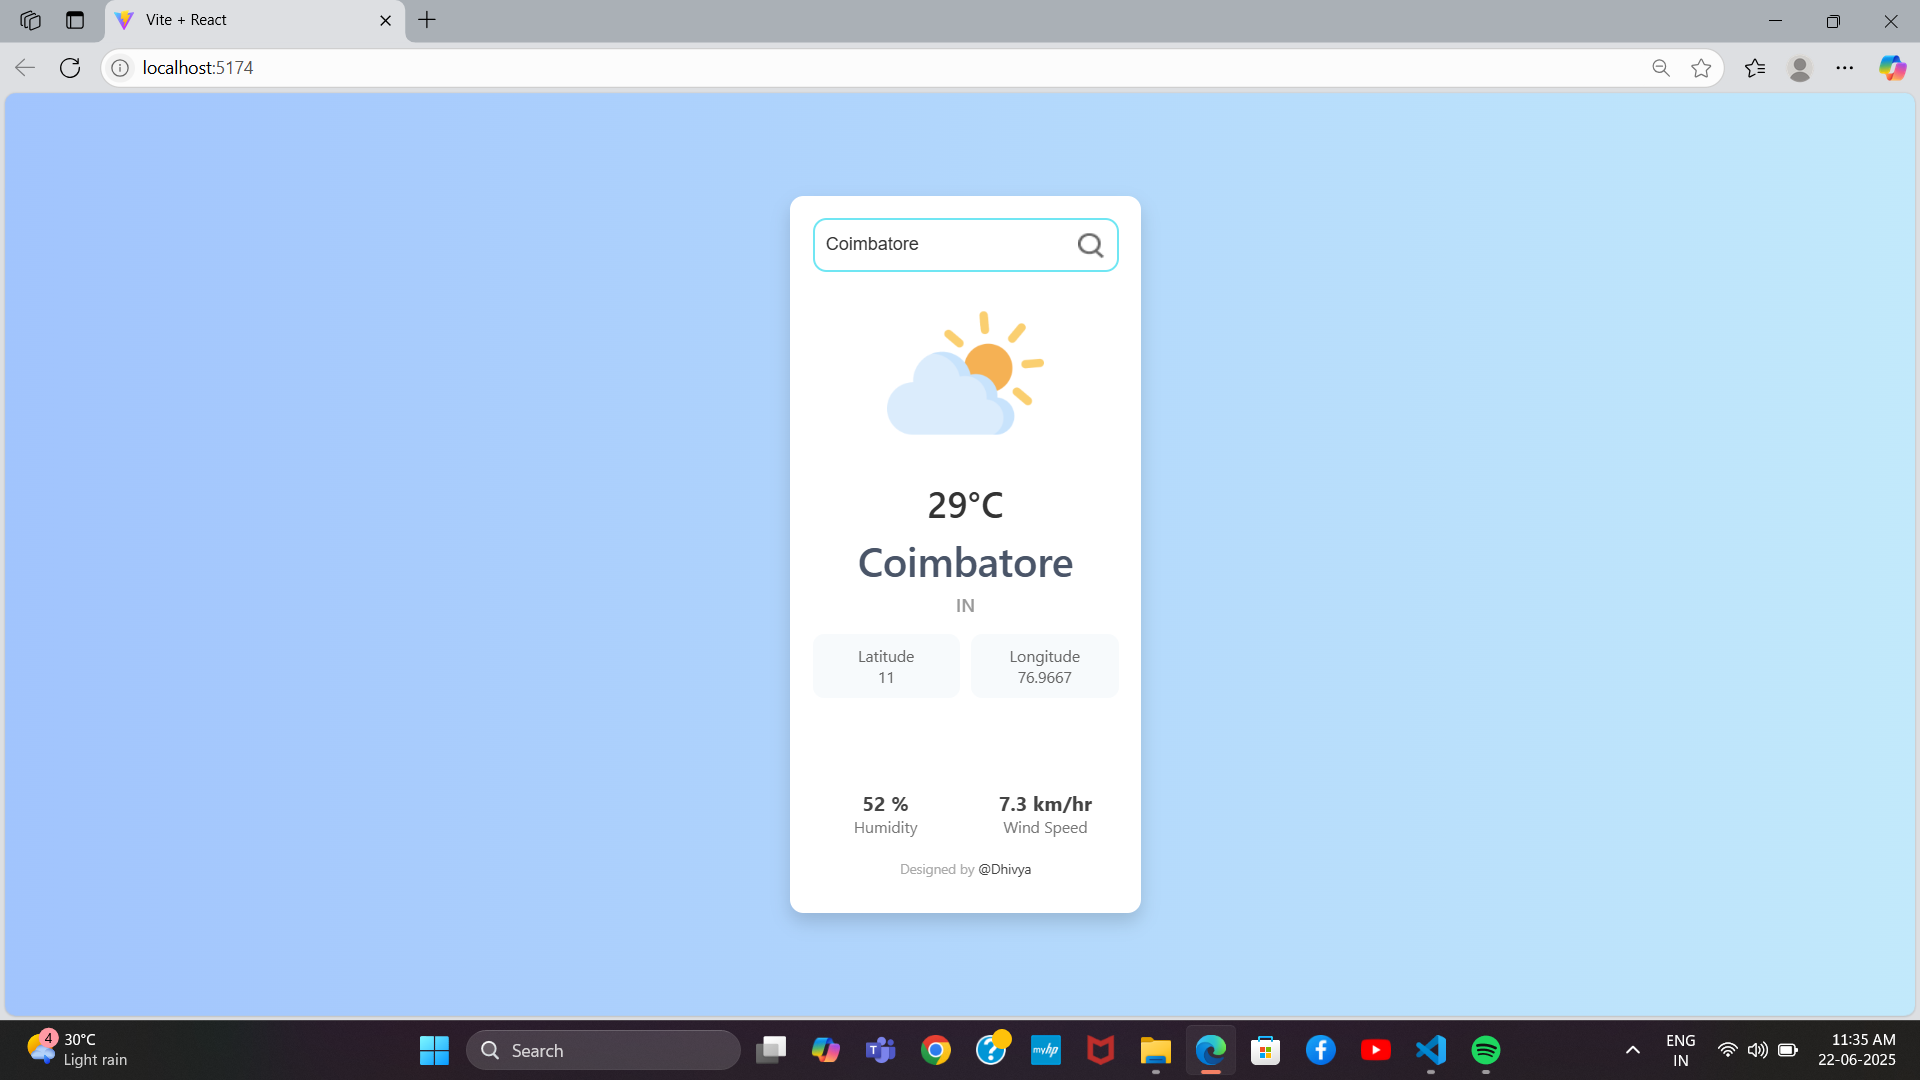 Vite + React
localhost:5174
Coimbatore
29°C
Coimbatore
IN
Latitude
11
Longitude
76.9667
52 %
Humidity
7.3 km/hr
Wind Speed
Designed by @Dhivya
4
30°C
Light rain
Search
T
?
myhp
ENG
IN
11:35 AM
22-06-2025